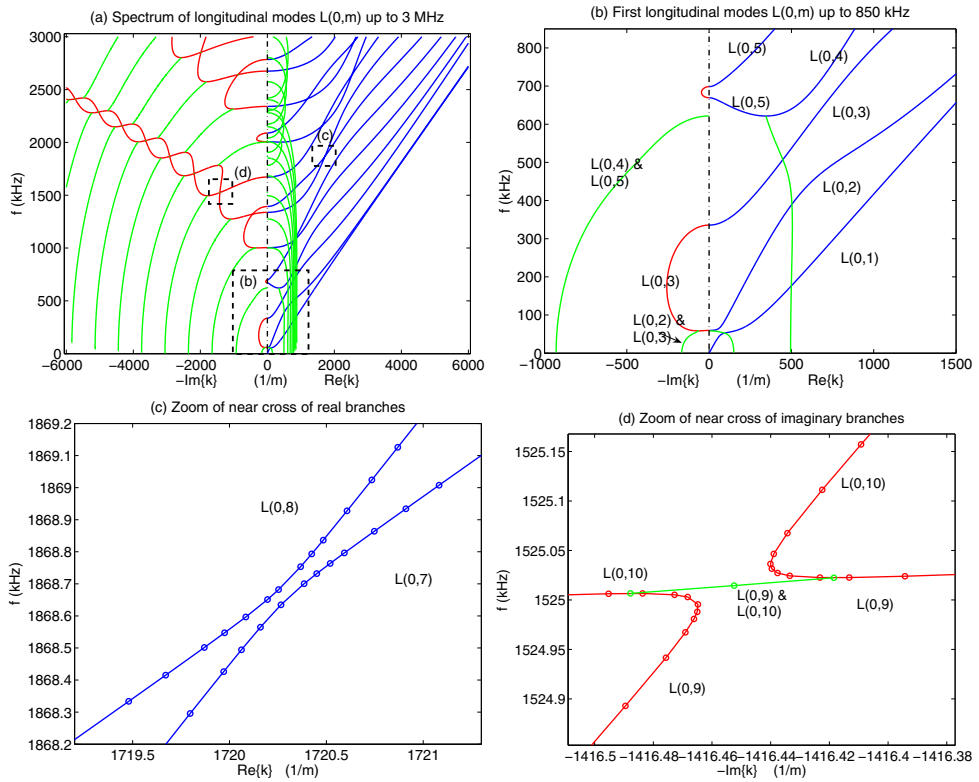 (a) Spectrum of longitudinal modes L(0,m) up to 3 MHz
3000
2500
2000
1500
1000
500
0
f (kHz)
(c)
(d)
(b)
−6000 −4000 −2000 0 2000 4000 6000
−Im{k} (1/m) Re{k}
(b) First longitudinal modes L(0,m) up to 850 kHz
800
700
600
500
400
300
200
100
0
f (kHz)
L(0,5)
L(0,4)
L(0,5)
L(0,3)
L(0,4) &
L(0,5)
L(0,2)
L(0,1)
L(0,3)
L(0,2) &
L(0,3)
−1000 −500 0 500 1000 1500
−Im{k} (1/m) Re{k}
(c) Zoom of near cross of real branches
1869.2
1869.1
1869
1868.9
1868.8
1868.7
1868.6
1868.5
1868.4
1868.3
1868.2
f (kHz)
L(0,8)
L(0,7)
1719.5 1720 1720.5 1721
Re{k} (1/m)
(d) Zoom of near cross of imaginary branches
1525.15
1525.1
1525.05
1525
1524.95
1524.9
f (kHz)
L(0,10)
L(0,10)
L(0,9) &
L(0,10)
L(0,9)
L(0,9)
−1416.5 −1416.48 −1416.46 −1416.44 −1416.42 −1416.4 −1416.38
−Im{k} (1/m)